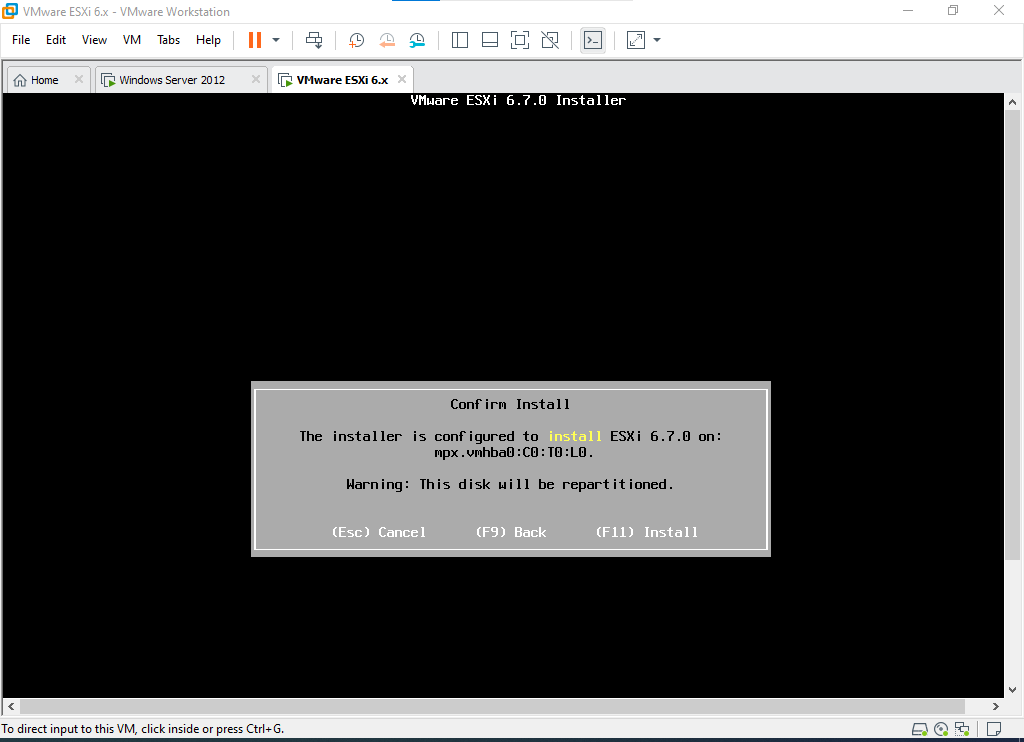 VMware ESXi 6.x - VMware Workstation
File Edit View VM Tabs Help
Home Windows Server 2012 VMware ESXi 6.x
VMware ESXi 6.7.0 Installer
Confirm Install
The installer is configured to install ESXi 6.7.0 on:
mpx.vmhba0:C0:T0:L0.
Warning: This disk will be repartitioned.
(Esc) Cancel (F9) Back (F11) Install
To direct input to this VM, click inside or press Ctrl+G.